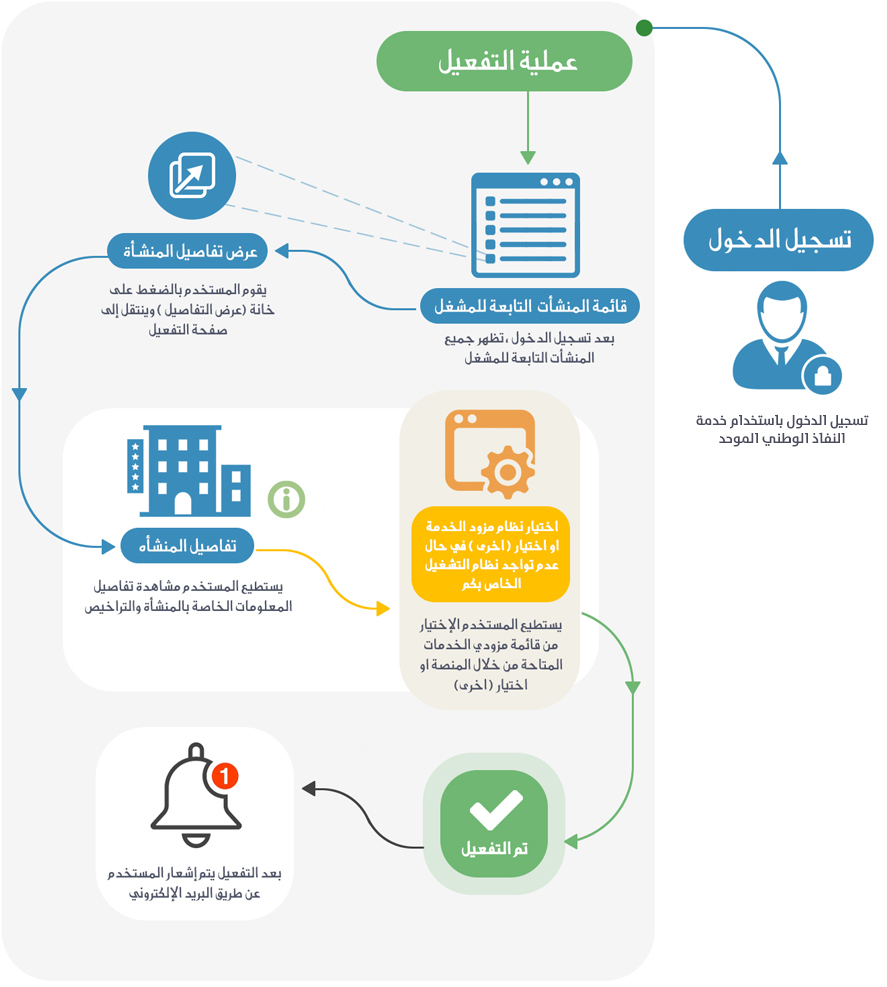 عملية التفعيل
تسجيل الدخول
تسجيل الدخول باستخدام خدمة
النفاذ الوطني الموحد
قائمة المنشأت التابعة للمشغل
بعد تسجيل الدخول ، تظهر جميع
المنشأت التابعة للمشغل
عرض تفاصيل المنشأة
يقوم المستخدم بالضغط على
خانة (عرض التفاصيل ) وينتقل إلى
صفحة التفعيل
تفاصيل المنشأه
يستطيع المستخدم مشاهدة تفاصيل
المعلومات الخاصة بالمنشأة والتراخيص
اختيار نظام مزود الخدمة
او اختيار ( اخرى ) في حال
عدم تواجد نظام التشغيل
الخاص بكم
يستطيع المستخدم الإختيار
من قائمة مزودي الخدمات
المتاحة من خلال المنصة او
اختيار (اخرى)
تم التفعيل
1
بعد التفعيل يتم إشعار المستخدم
عن طريق البريد الإلكتروني